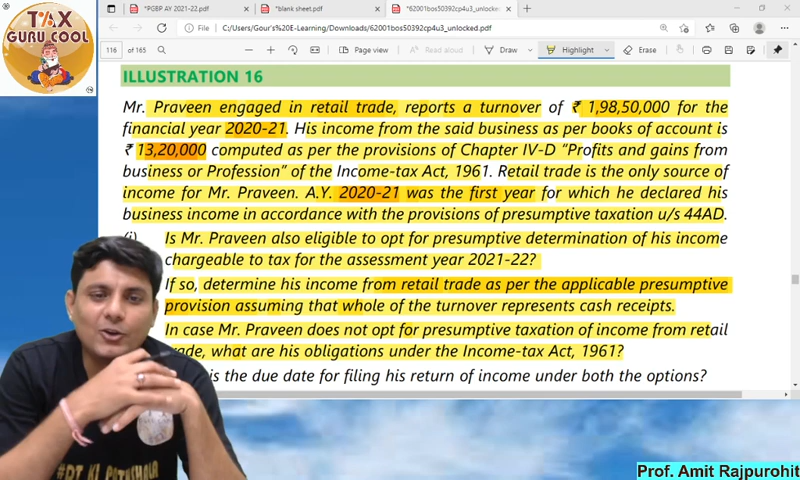 TAX
GURU COOL
*PGBP AY 2021-22.pdf
*blank sheet.pdf
*62001bos50392cp4u3_unlocked.pdf
File
C:/Users/Gour's%20E-Learning/Downloads/62001bos50392cp4u3_unlocked.pdf
116 of 165
Page view
Read aloud
Draw
Highlight
Erase
ILLUSTRATION 16
Mr. Praveen engaged in retail trade, reports a turnover of ₹ 1,98,50,000 for the
financial year 2020-21. His income from the said business as per books of account is
₹ 13,20,000 computed as per the provisions of Chapter IV-D "Profits and gains from
business or Profession" of the Income-tax Act, 1961. Retail trade is the only source of
income for Mr. Praveen. A.Y. 2020-21 was the first year for which he declared his
business income in accordance with the provisions of presumptive taxation u/s 44AD.
(i) Is Mr. Praveen also eligible to opt for presumptive determination of his income
chargeable to tax for the assessment year 2021-22?
If so, determine his income from retail trade as per the applicable presumptive
provision assuming that whole of the turnover represents cash receipts.
In case Mr. Praveen does not opt for presumptive taxation of income from retail
trade, what are his obligations under the Income-tax Act, 1961?
is the due date for filing his return of income under both the options?
Prof. Amit Rajpurohit